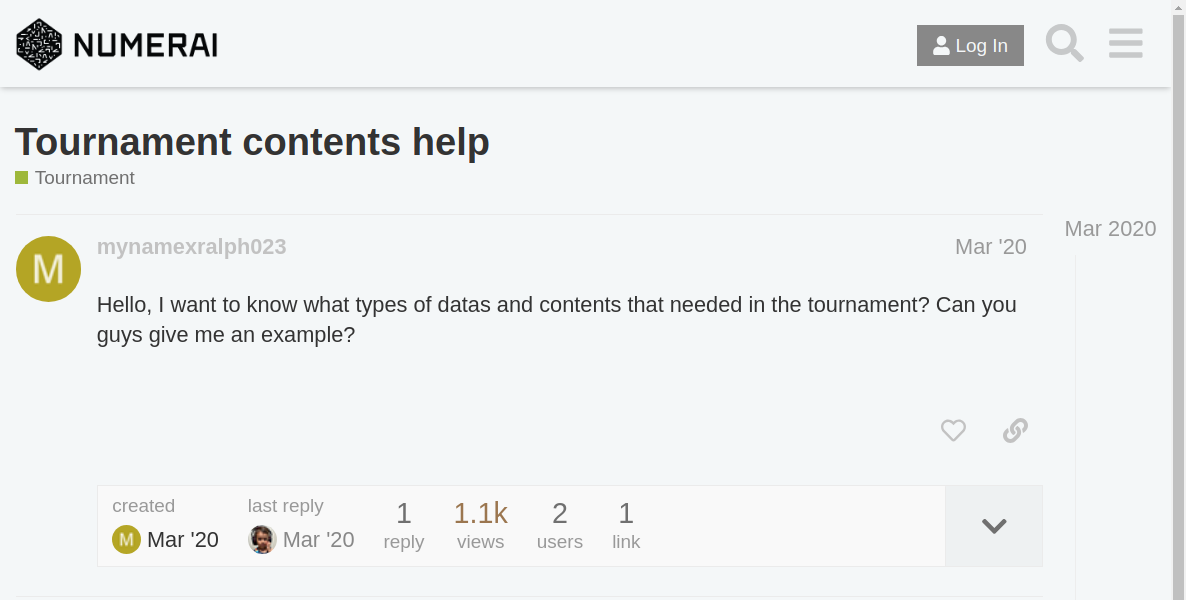 NUMERAI
Log In
Tournament contents help
Tournament
Mar 2020
M
mynamexralph023
Mar '20
Hello, I want to know what types of datas and contents that needed in the tournament? Can you
guys give me an example?
created
last reply
1
1.1k
2
1
M
Mar '20
Mar '20
reply
views
users
link